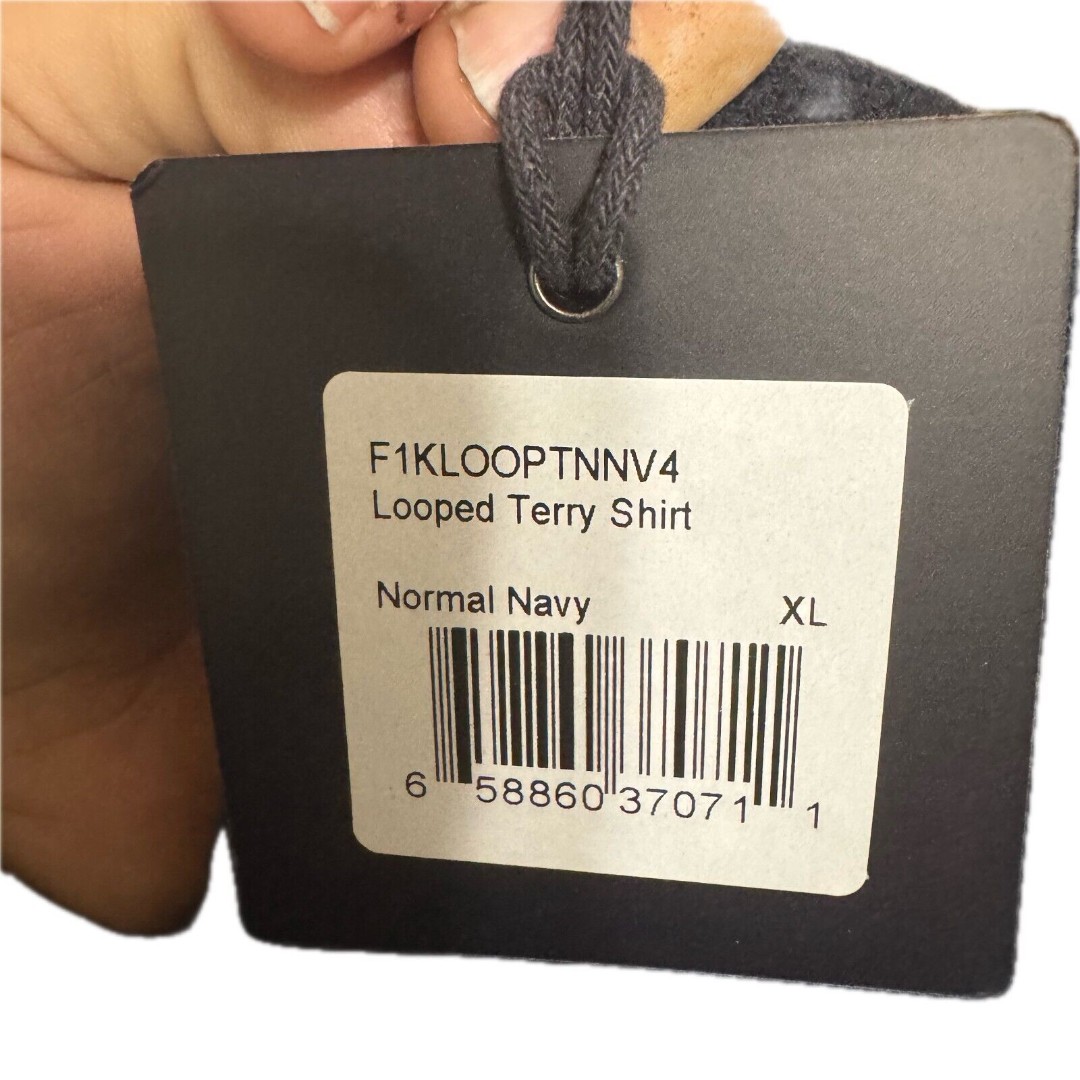 F1KLOOPTNNV4
Looped Terry Shirt
Normal Navy XL
6 58860 37071 1